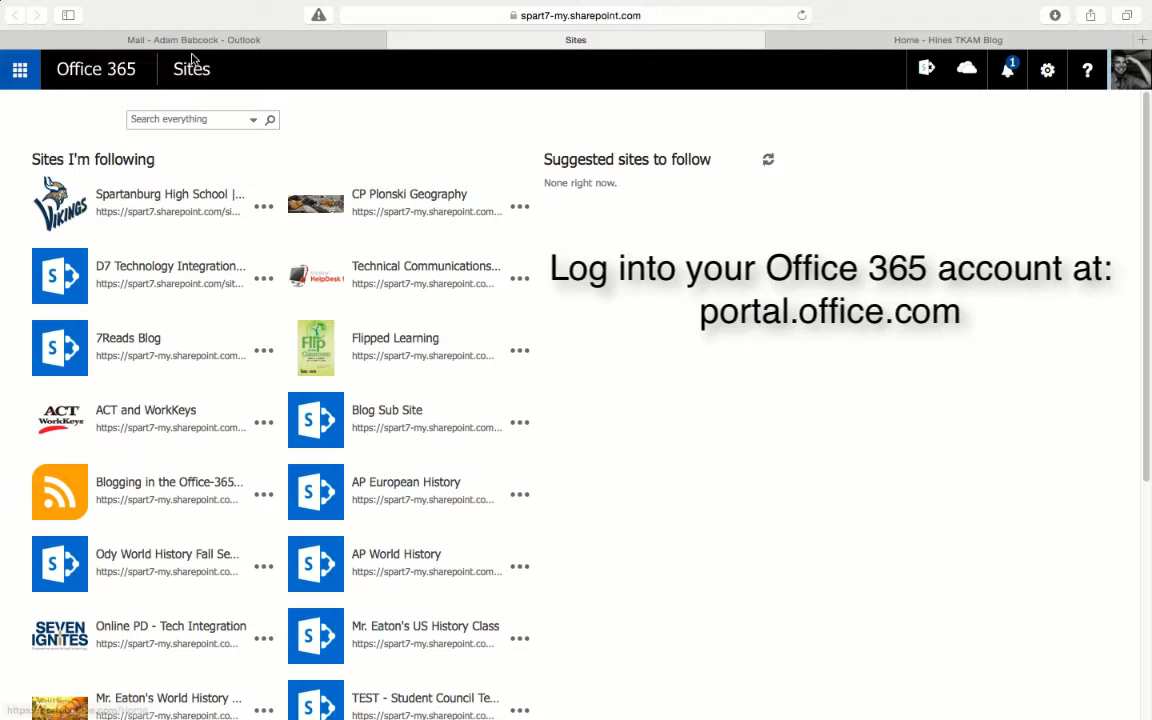 spart7-my.sharepoint.com
Mail - Adam Babcock - Outlook
Sites
Home - Hines TKAM Blog
Office 365
Sites
1
?
Search everything
Sites I'm following
Suggested sites to follow
None right now.
VIKINGS
Spartanburg High School |...
https://spart7.sharepoint.com/si...
CP Plonski Geography
https://spart7-my.sharepoint.com...
Log into your Office 365 account at:
portal.office.com
S
D7 Technology Integration...
https://spart7.sharepoint.com/sit...
HelpDesk
Technical Communications...
https://spart7-my.sharepoint.com...
S
7Reads Blog
https://spart7-my.sharepoint.com...
Flip
Flipped Learning
https://spart7-my.sharepoint.com...
ACT
WorkKeys
ACT and WorkKeys
https://spart7-my.sharepoint.com...
S
Blog Sub Site
https://spart7-my.sharepoint.com...
Blogging in the Office-365...
https://spart7-my.sharepoint.co...
S
AP European History
https://spart7-my.sharepoint.co...
S
Ody World History Fall Se...
https://spart7-my.sharepoint.co...
S
AP World History
https://spart7-my.sharepoint.com...
SEVEN
IGNITES
Online PD - Tech Integration
https://spart7-my.sharepoint.co...
S
Mr. Eaton's US History Class
https://spart7-my.sharepoint.co...
Mr. Eaton's World History ...
https://spart7-my.sharepoint.co...
S
TEST - Student Council Te...
https://spart7-my.sharepoint.co...